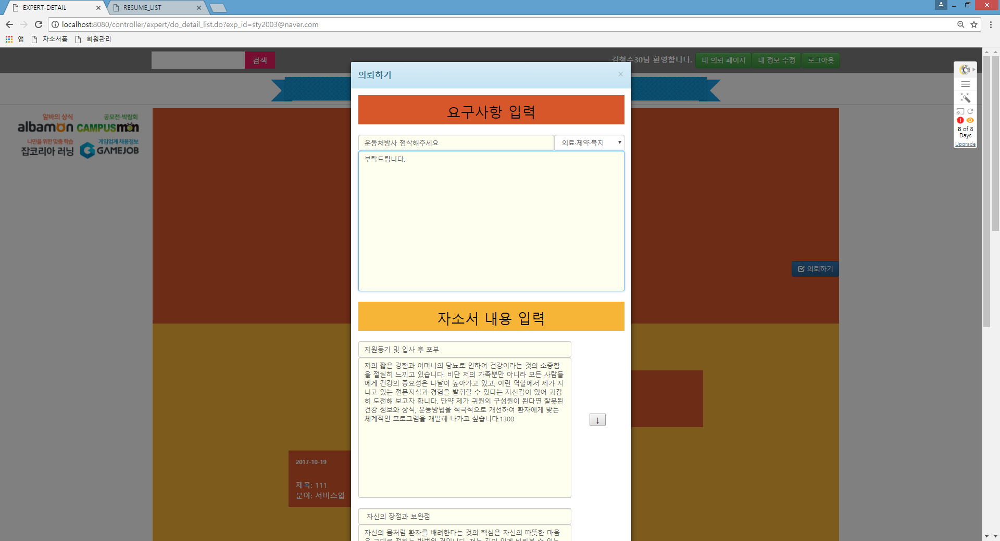 EXPERT-DETAIL
RESUME_LIST
localhost:8080/controller/expert/do_detail_list.do?exp_id=sty2003@naver.com
앱
자소서폼
회원관리
검색
김철수30님 환영합니다.
내 의뢰 페이지
내 정보 수정
로그아웃
의뢰하기
×
알바의 상식
albamon
공모전·박람회
CAMPUSmon
나만을 위한 맞춤 학습
잡코리아 러닝
게임업계 채용정보
GAMEJOB
요구사항 입력
운동처방사 첨삭해주세요
의료·제약·복지
부탁드립니다.
의뢰하기
8 of 8
Days
Upgrade
자소서 내용 입력
지원동기 및 입사 후 포부
저의 짧은 경험과 어머니의 당뇨로 인하여 건강이라는 것의 소중함
을 절실히 느끼고 있습니다. 비단 저의 가족뿐만 아니라 모든 사람들
에게 건강의 중요성은 나날이 높아가고 있고, 이런 역할에서 제가 지
니고 있는 전문지식과 경험을 발휘할 수 있다는 자신감이 있어 과감
히 도전해 보고자 합니다. 만약 제가 귀원의 구성원이 된다면 잘못된
건강 정보와 상식, 운동방법을 적극적으로 개선하여 환자에게 맞는
체계적인 프로그램을 개발해 나가고 싶습니다.1300
↓
2017-10-19
제목: 111
분야: 서비스업
자신의 장점과 보완점
자신의 몸처럼 환자를 배려한다는 것의 핵심은 자신의 따뜻한 마음